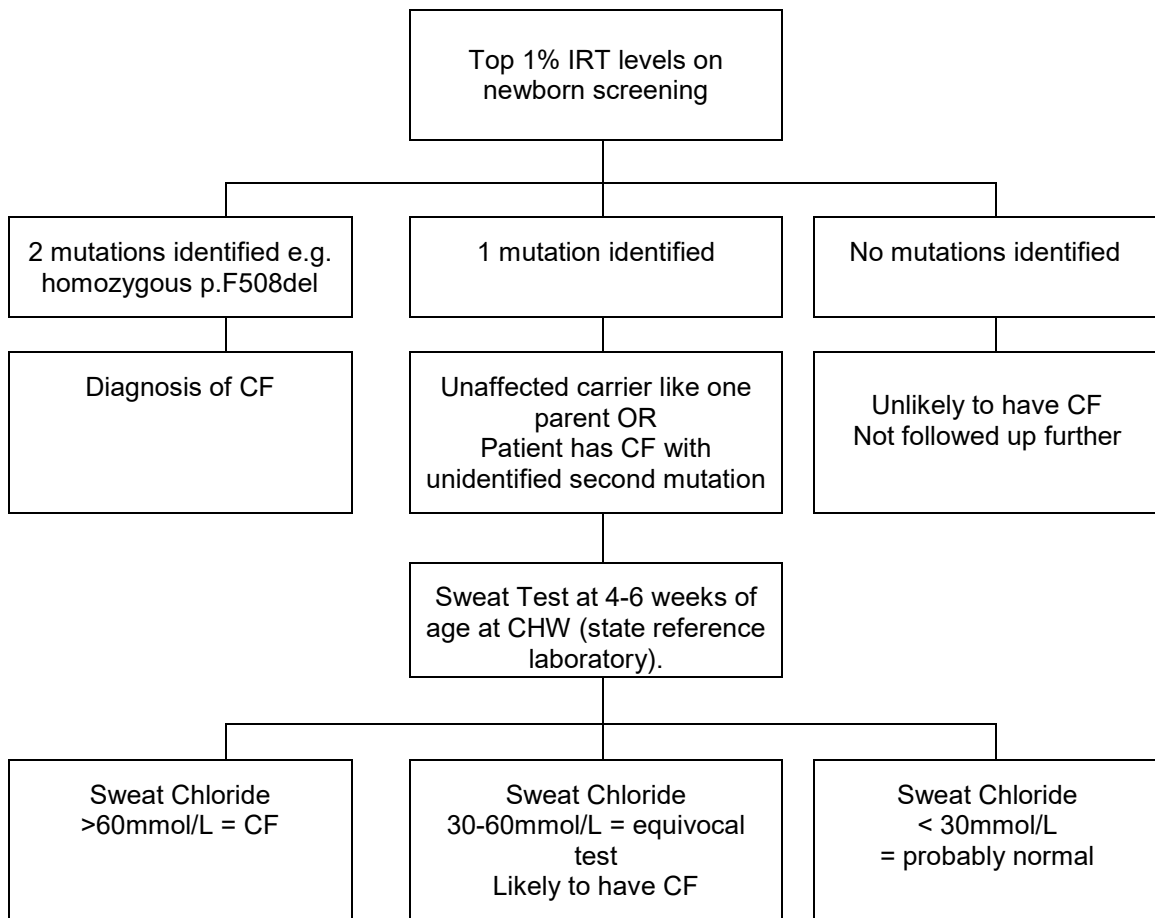 Top 1% IRT levels on
newborn screening
2 mutations identified e.g.
homozygous p.F508del
1 mutation identified
No mutations identified
Diagnosis of CF
Unaffected carrier like one
parent OR
Patient has CF with
unidentified second mutation
Unlikely to have CF
Not followed up further
Sweat Test at 4-6 weeks of
age at CHW (state reference
laboratory).
Sweat Chloride
>60mmol/L = CF
Sweat Chloride
30-60mmol/L = equivocal
test
Likely to have CF
Sweat Chloride
< 30mmol/L
= probably normal